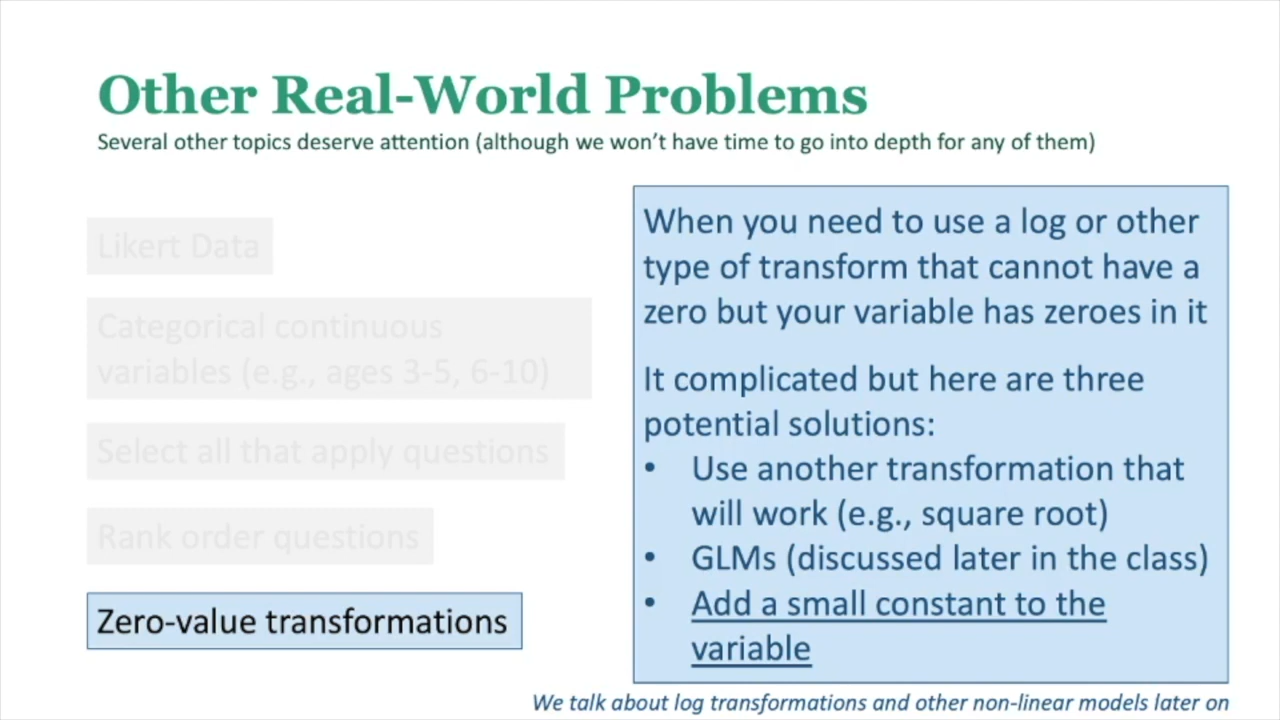 Other Real-World Problems
Several other topics deserve attention (although we won't have time to go into depth for any of them)
Likert Data
Categorical continuous
variables (e.g., ages 3-5, 6-10)
Select all that apply questions
Rank order questions
Zero-value transformations
When you need to use a log or other
type of transform that cannot have a
zero but your variable has zeroes in it
It complicated but here are three
potential solutions:
• Use another transformation that
will work (e.g., square root)
• GLMs (discussed later in the class)
• Add a small constant to the
variable
We talk about log transformations and other non-linear models later on